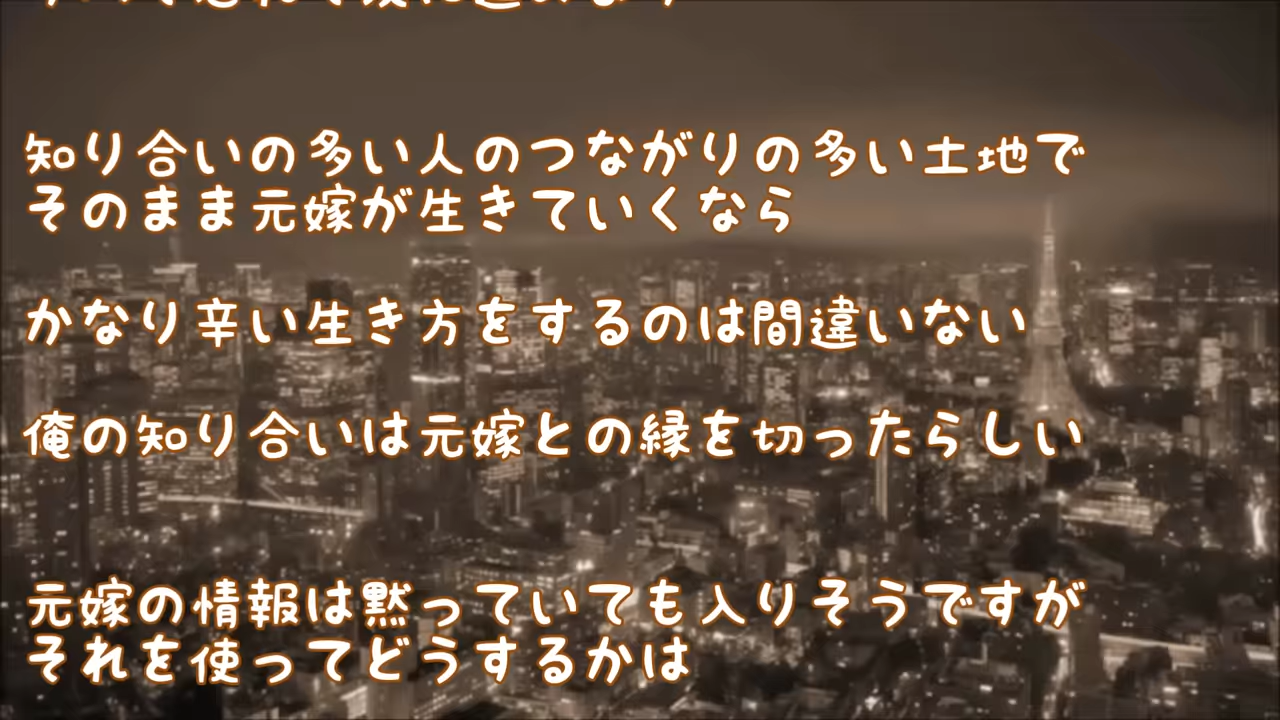 知り合いの多い人のつながりの多い土地で
そのまま元嫁が生きていくなら
かなり辛い生き方をするのは間違いない
俺の知り合いは元嫁との縁を切ったらしい
元嫁の情報は黙っていても入りそうですが
それを使ってどうするかは